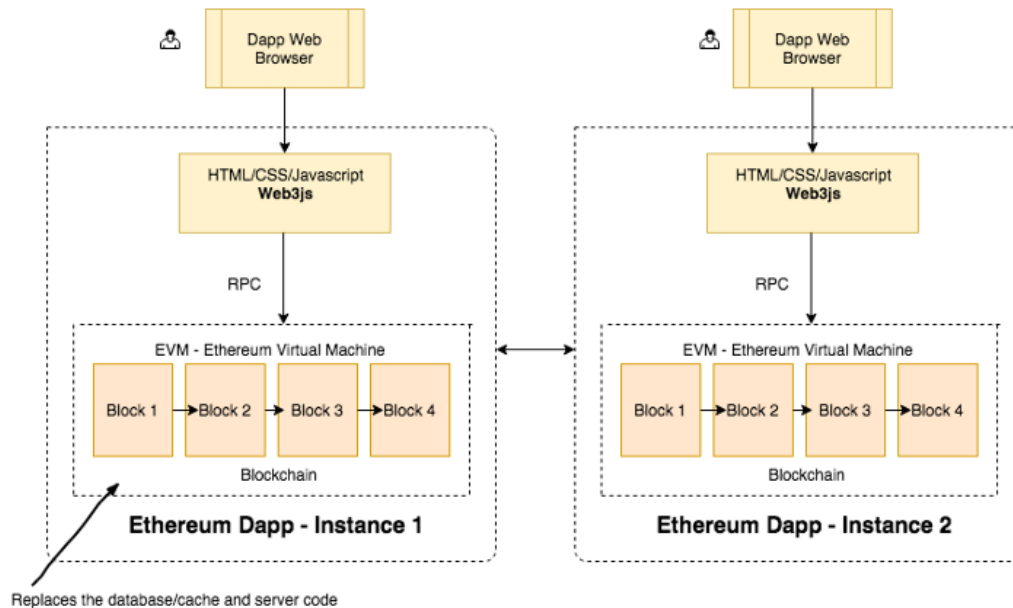 Dapp Web
Browser
Dapp Web
Browser
HTML/CSS/Javascript
Web3js
HTML/CSS/Javascript
Web3js
RPC
RPC
EVM - Ethereum Virtual Machine
Block 1
Block 2
Block 3
Block 4
Blockchain
Ethereum Dapp - Instance 1
EVM - Ethereum Virtual Machine
Block 1
Block 2
Block 3
Block 4
Blockchain
Ethereum Dapp - Instance 2
Replaces the database/cache and server code